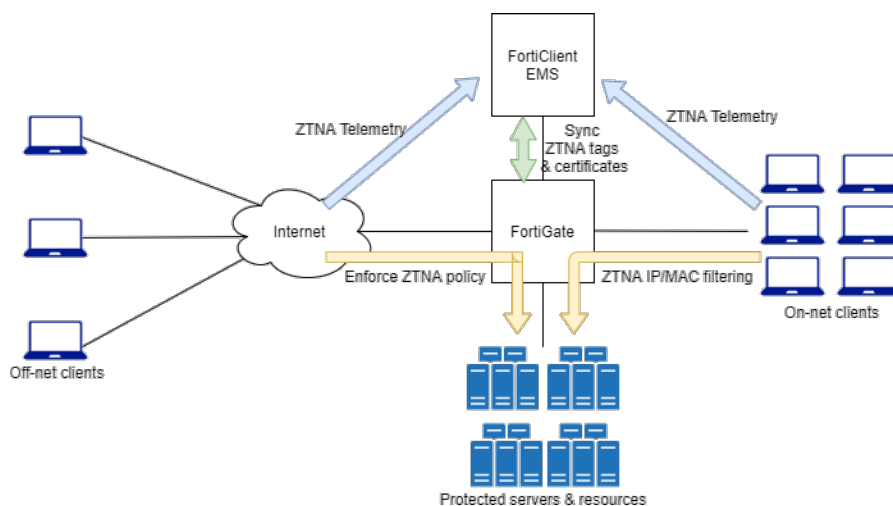 FortiClient
EMS
ZTNA Telemetry
Sync
ZTNA tags
& certificates
ZTNA Telemetry
Internet
FortiGate
Enforce ZTNA policy
ZTNA IP/MAC filtering
On-net clients
Off-net clients
Protected servers & resources